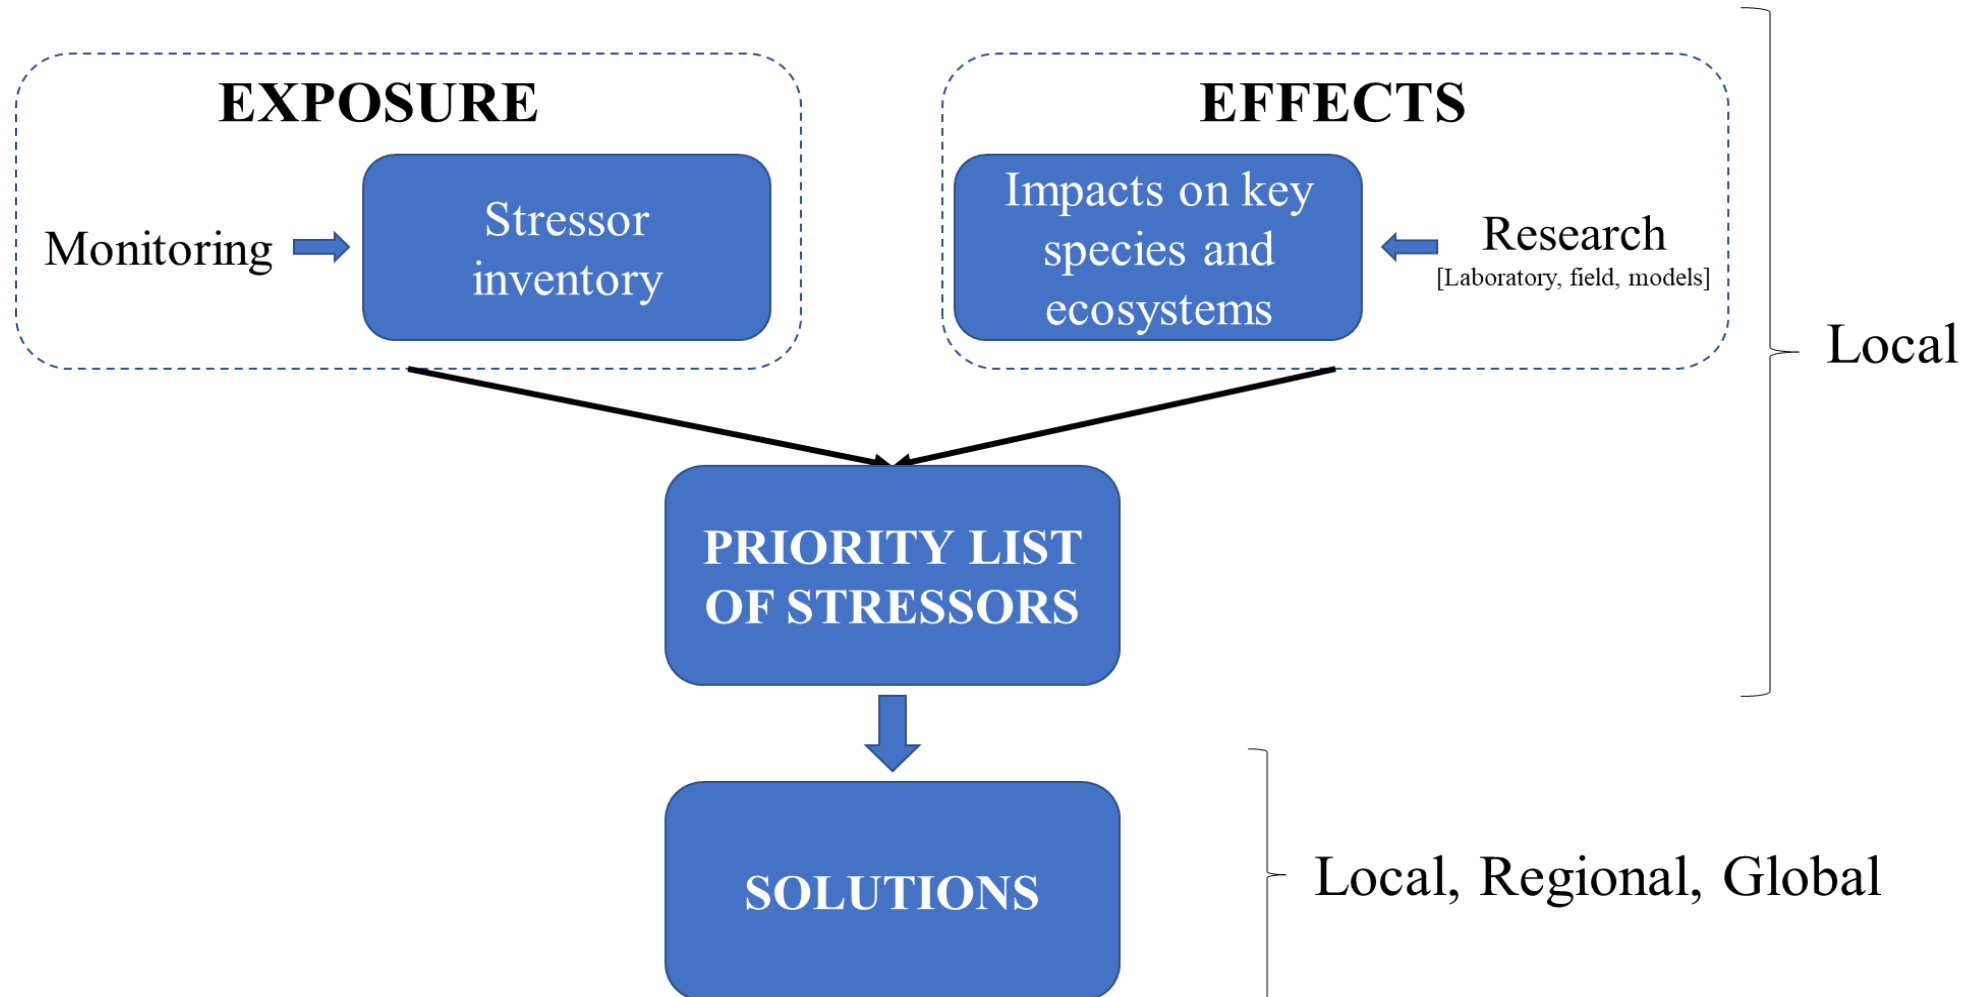 EXPOSURE
Monitoring
Stressor
inventory
EFFECTS
Impacts on key
species and
ecosystems
Research
[Laboratory, field, models]
Local
PRIORITY LIST
OF STRESSORS
SOLUTIONS
Local, Regional, Global